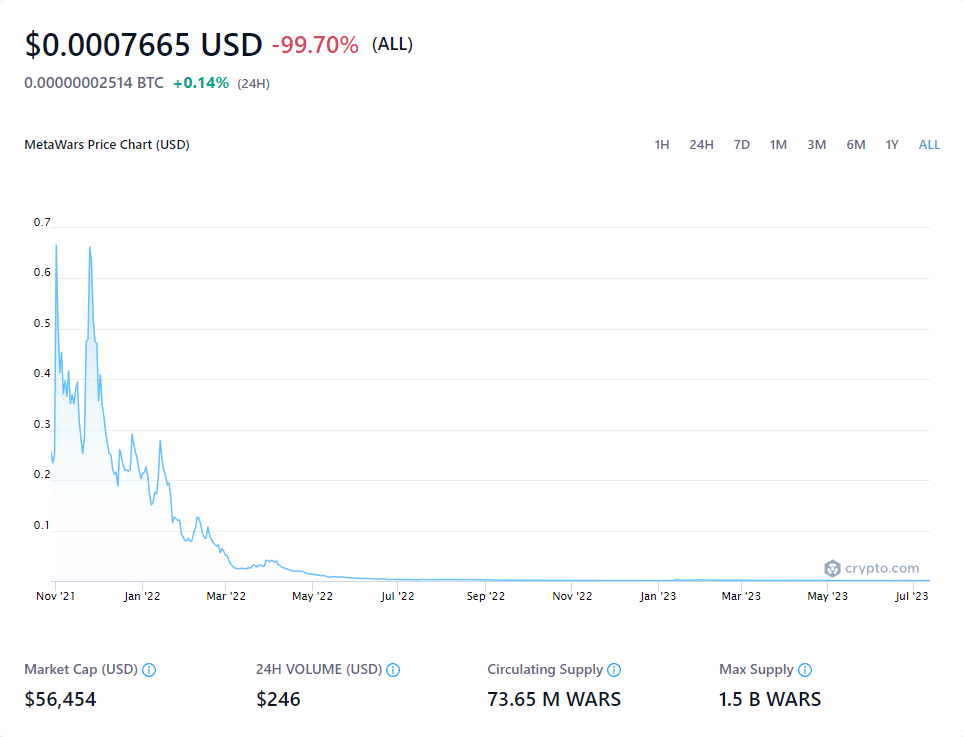 $0.0007665 USD -99.70% (ALL)
0.00000002514 BTC +0.14% (24H)
MetaWars Price Chart (USD) 1H 24H 7D 1M 3M 6M 1Y ALL
0.7
0.6
0.5
0.4
0.3
0.2
0.1
crypto.com
Nov '21 Jan '22 Mar '22 May '22 Jul '22 Sep '22 Nov '22 Jan '23 Mar '23 May '23 Jul '23
Market Cap (USD) 24H VOLUME (USD) Circulating Supply Max Supply
$56,454 $246 73.65 M WARS 1.5 B WARS